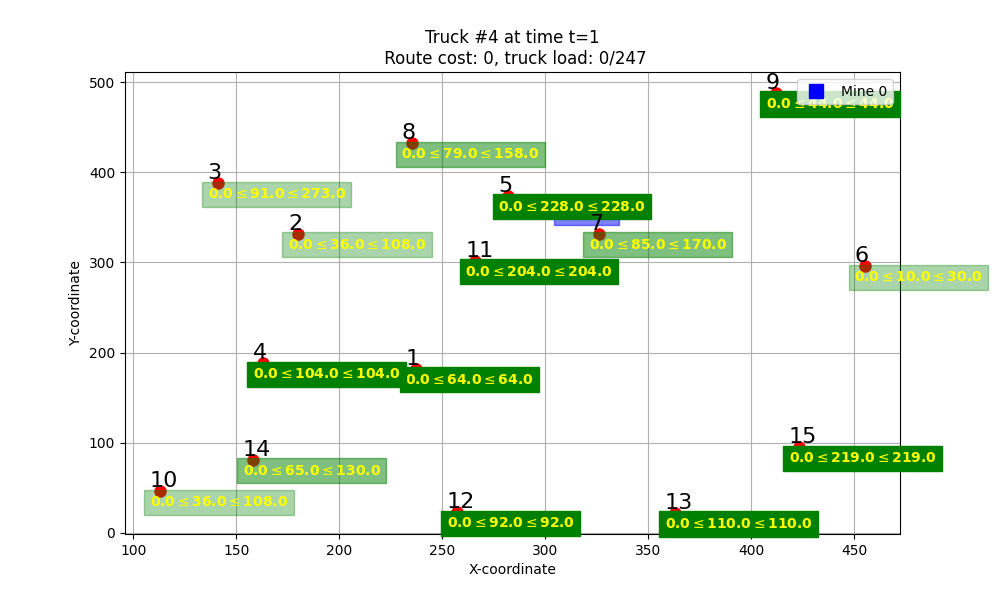 Truck #4 at time t=1
Route cost: 0, truck load: 0/247
Y-coordinate
500
400
300
200
100
0
9
Mine 0
0.0 ≤ 44.0 ≤ 44.0
8
0.0 ≤ 79.0 ≤ 158.0
3
0.0 ≤ 91.0 ≤ 273.0
5
0.0 ≤ 228.0 ≤ 228.0
2
0.0 ≤ 36.0 ≤ 108.0
7
0.0 ≤ 85.0 ≤ 170.0
11
0.0 ≤ 204.0 ≤ 204.0
6
0.0 ≤ 10.0 ≤ 30.0
4
0.0 ≤ 104.0 ≤ 104.0
1
0.0 ≤ 64.0 ≤ 64.0
14
0.0 ≤ 65.0 ≤ 130.0
15
0.0 ≤ 219.0 ≤ 219.0
10
0.0 ≤ 36.0 ≤ 108.0
12
0.0 ≤ 92.0 ≤ 92.0
13
0.0 ≤ 110.0 ≤ 110.0
100 150 200 250 300 350 400 450
X-coordinate